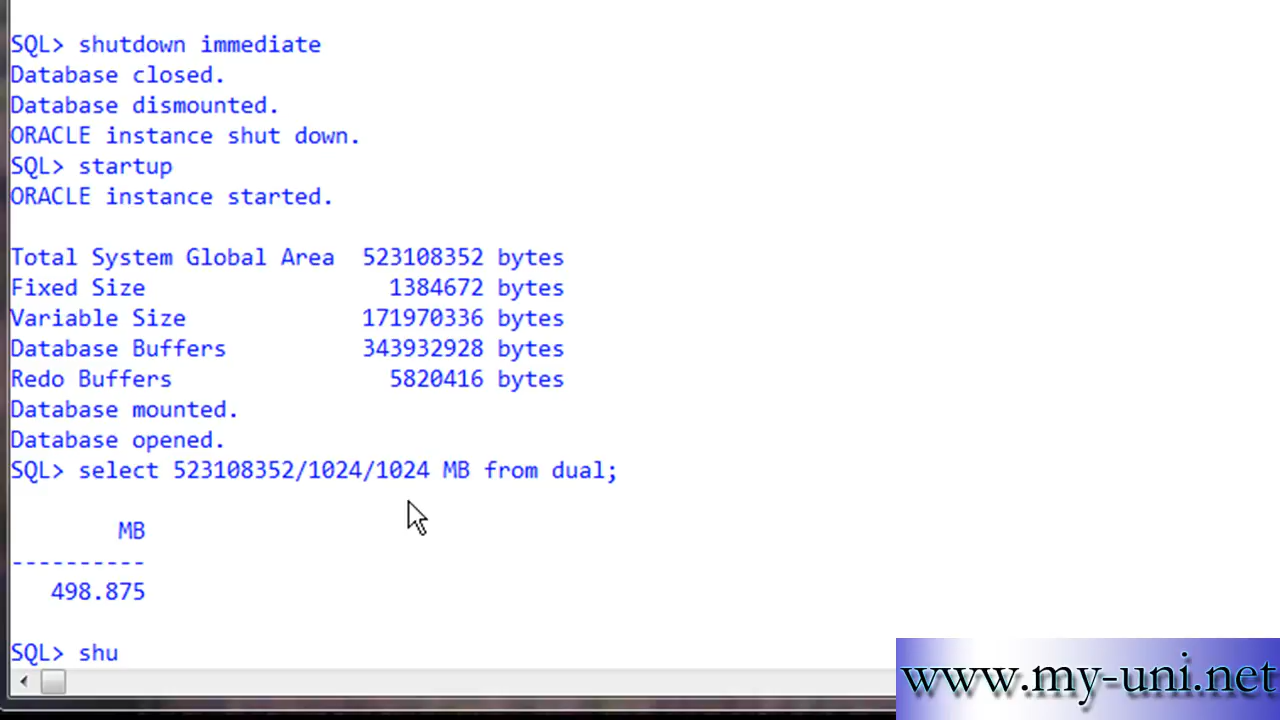 SQL> shutdown immediate
Database closed.
Database dismounted.
ORACLE instance shut down.
SQL> startup
ORACLE instance started.
Total System Global Area  523108352 bytes
Fixed Size                  1384672 bytes
Variable Size             171970336 bytes
Database Buffers          343932928 bytes
Redo Buffers                5820416 bytes
Database mounted.
Database opened.
SQL> select 523108352/1024/1024 MB from dual;
MB
----------
498.875
SQL> shu
www.my-uni.net